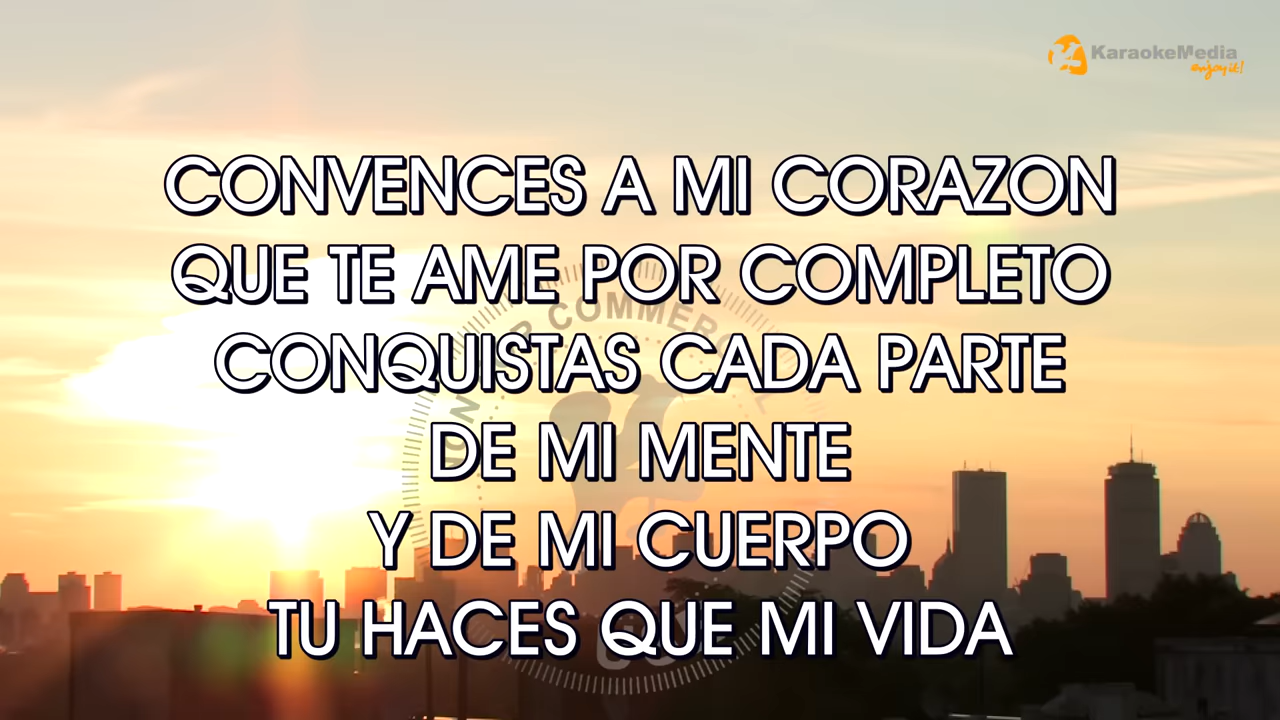 KaraokeMedia
enjoy it!
CONVENCES A MI CORAZON
QUE TE AME POR COMPLETO
CONQUISTAS CADA PARTE
DE MI MENTE
Y DE MI CUERPO
TU HACES QUE MI VIDA